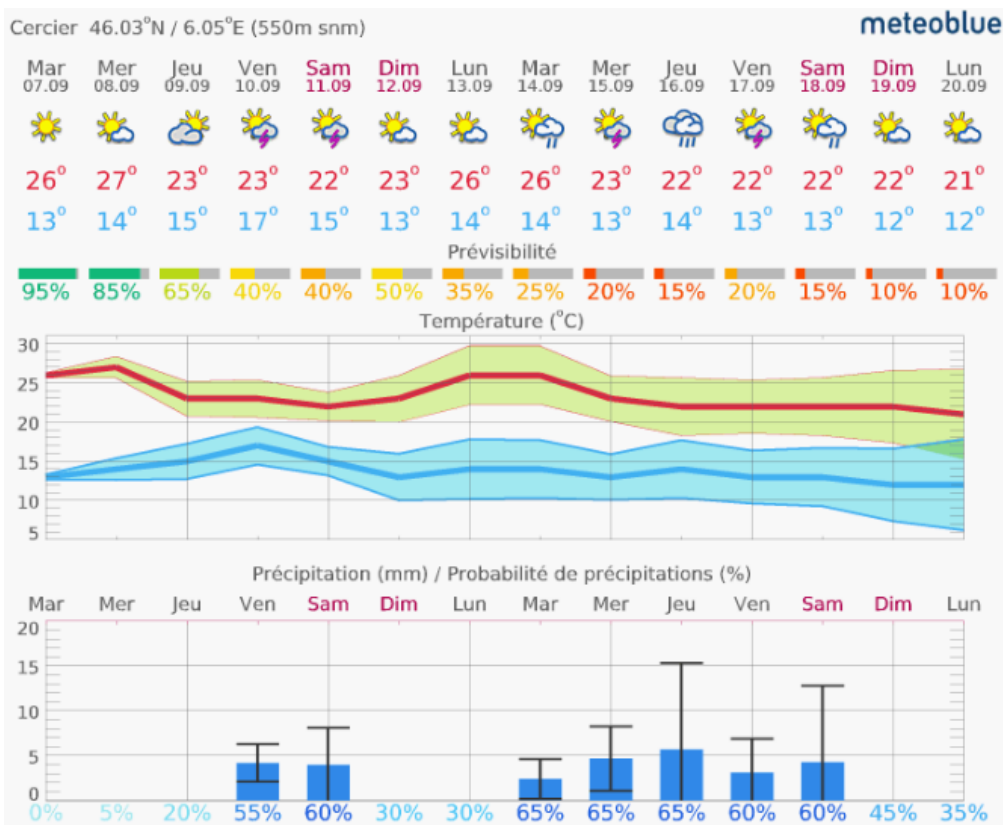 Cercier 46.03°N / 6.05°E (550m snm)
meteoblue
Mar Mer Jeu Ven Sam Dim Lun Mar Mer Jeu Ven Sam Dim Lun
07.09 08.09 09.09 10.09 11.09 12.09 13.09 14.09 15.09 16.09 17.09 18.09 19.09 20.09
26° 27° 23° 23° 22° 23° 26° 26° 23° 22° 22° 22° 22° 21°
13° 14° 15° 17° 15° 13° 14° 14° 13° 14° 13° 13° 12° 12°
Prévisibilité
95% 85% 65% 40% 40% 50% 35% 25% 20% 15% 20% 15% 10% 10%
Température (°C)
30
25
20
15
10
5
Précipitation (mm) / Probabilité de précipitations (%)
Mar Mer Jeu Ven Sam Dim Lun Mar Mer Jeu Ven Sam Dim Lun
20
15
10
5
0
0% 5% 20% 55% 60% 30% 30% 65% 65% 65% 60% 60% 45% 35%